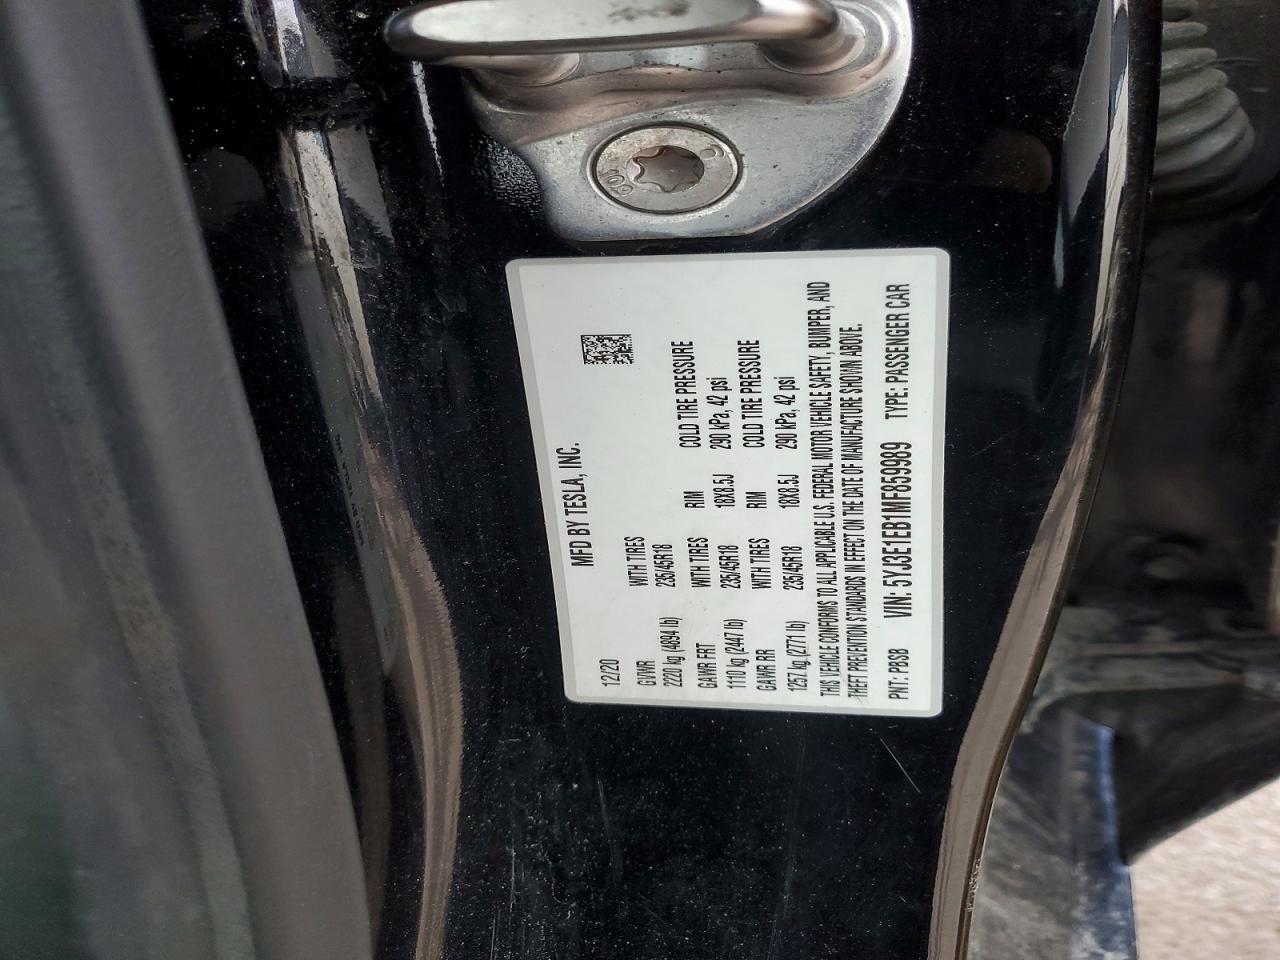 MFD BY TESLA, INC.
12/20
GVWR WITH TIRES RIM COLD TIRE PRESSURE
2220 kg (4894 lb) 235/45R18 18X8.5J 290 kPa, 42 psi
GAWR FRT WITH TIRES RIM COLD TIRE PRESSURE
1110 kg (2447 lb) 235/45R18 18X8.5J 290 kPa, 42 psi
GAWR RR WITH TIRES
1257 kg (2771 lb) 235/45R18
THIS VEHICLE CONFORMS TO ALL APPLICABLE U.S. FEDERAL MOTOR VEHICLE SAFETY, BUMPER, AND
THEFT PREVENTION STANDARDS IN EFFECT ON THE DATE OF MANUFACTURE SHOWN ABOVE.
PNT: PBSB VIN: 5YJ3E1EB1MF859989 TYPE: PASSENGER CAR